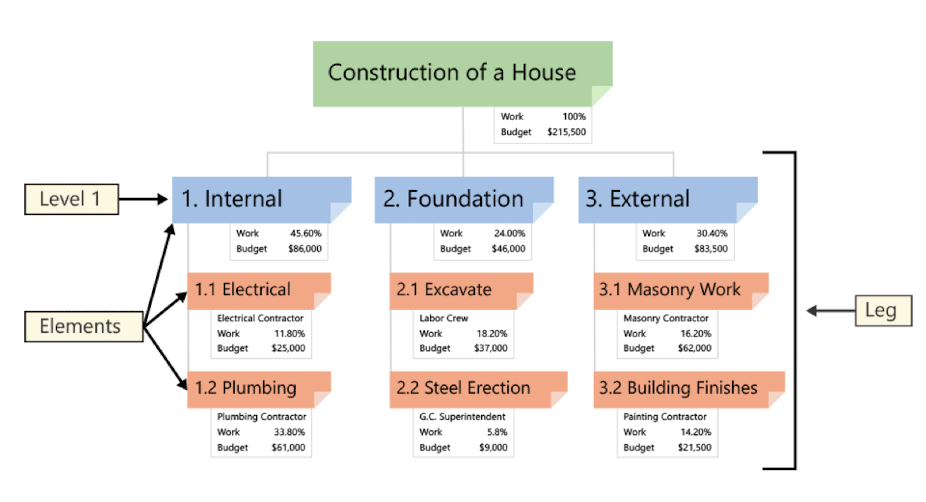 Construction of a House
Work 100%
Budget $215,500
Level 1
1. Internal
2. Foundation
3. External
Work 45.60%
Budget $86,000
Work 24.00%
Budget $46,000
Work 30.40%
Budget $83,500
Elements
Leg
1.1 Electrical
2.1 Excavate
3.1 Masonry Work
Electrical Contractor
Work 11.80%
Budget $25,000
Labor Crew
Work 18.20%
Budget $37,000
Masonry Contractor
Work 16.20%
Budget $62,000
1.2 Plumbing
2.2 Steel Erection
3.2 Building Finishes
Plumbing Contractor
Work 33.80%
Budget $61,000
G.C. Superintendent
Work 5.8%
Budget $9,000
Painting Contractor
Work 14.20%
Budget $21,500